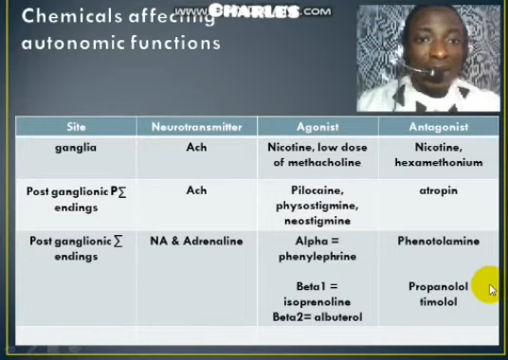 Chemicals affecting
www.CHARLES.COM
autonomic functions
Site Neurotransmitter Agonist Antagonist
ganglia Ach Nicotine, low dose Nicotine,
of methacholine hexamethonium
Post ganglionic P∑ Ach Pilocaine, atropin
endings physostigmine,
neostigmine
Post ganglionic ∑ NA & Adrenaline Alpha = Phenotolamine
endings phenylephrine
Beta1 = Propanolol
isoprenoline timolol
Beta2= albuterol